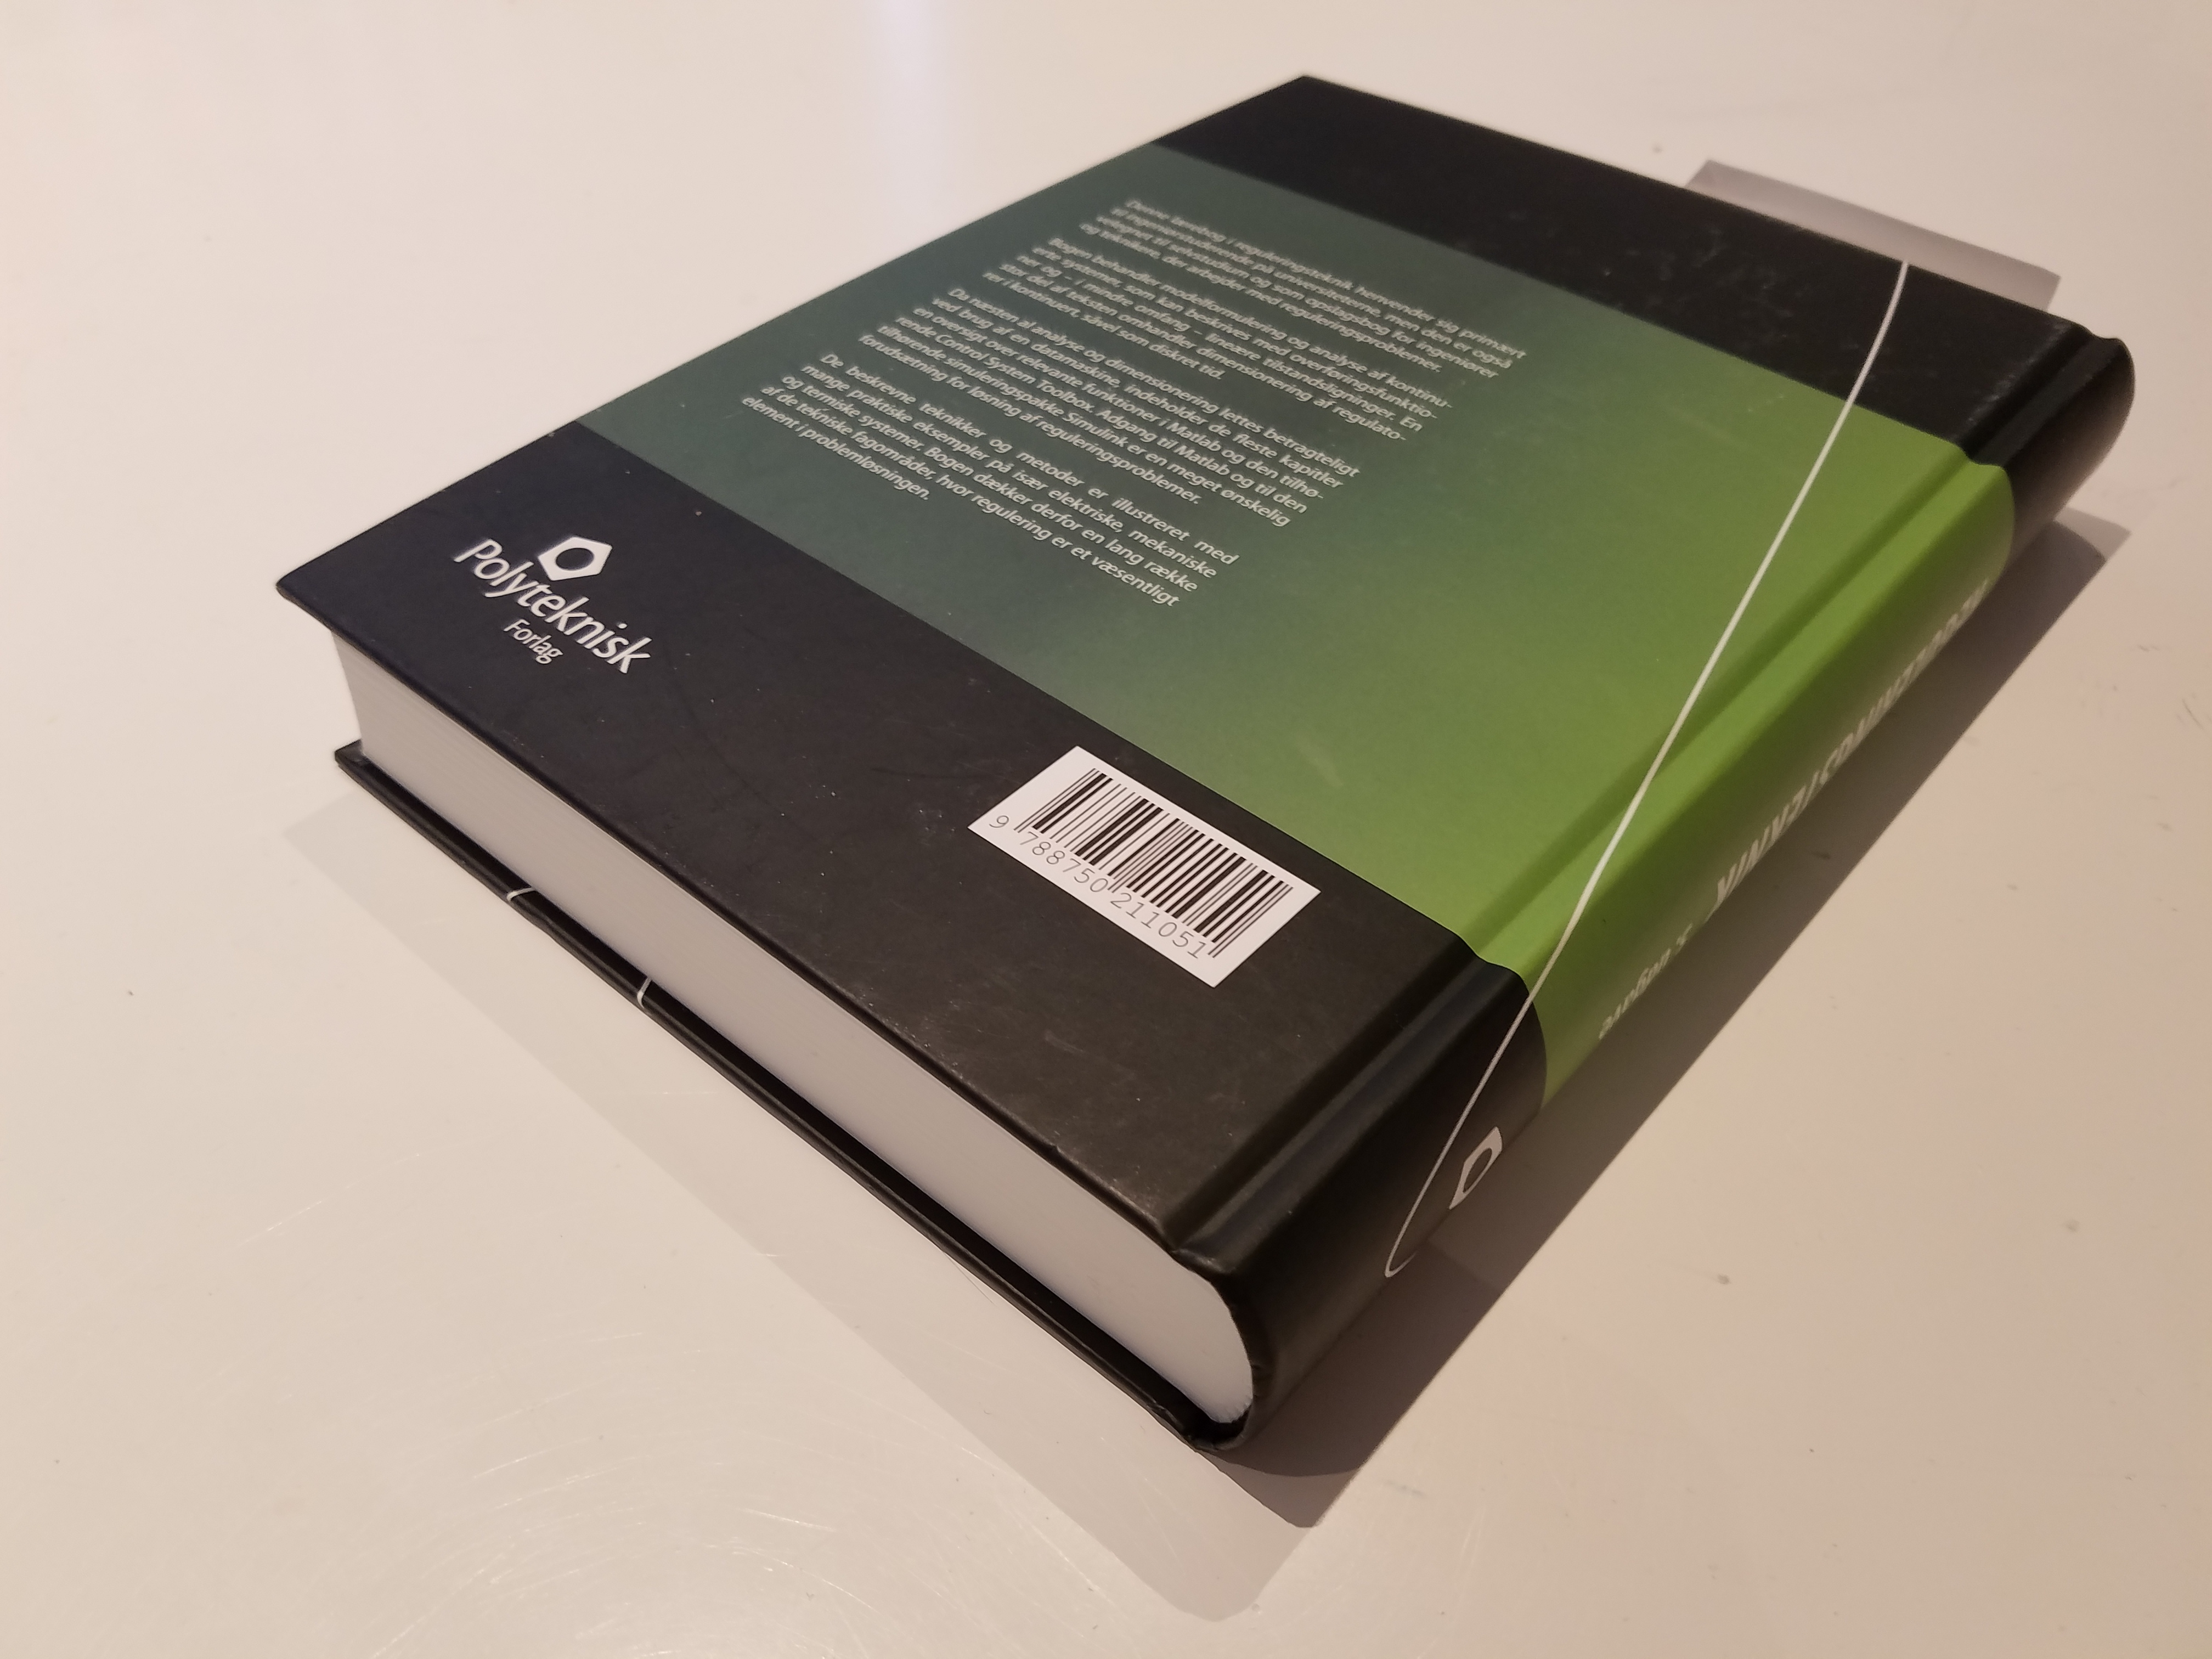 Denne lærebog i reguleringsteknik henvender sig primært
til ingeniørstuderende på universiteterne, men den er også
velegnet til selvstudium og som opslagsbog for ingeniører
og teknikere, der arbejder med reguleringsproblemer.
Bogen behandler modelformulering og analyse af kontinu-
erte systemer, som kan beskrives med overføringsfunktio-
ner og – i mindre omfang – lineære tilstandsligninger. En
stor del af teksten omhandler dimensionering af regulato-
rer i kontinuert, såvel som diskret tid.
Da næsten al analyse og dimensionering lettes betragteligt
ved brug af en datamaskine, indeholder de fleste kapitler
en oversigt over relevante funktioner i Matlab og den tilhø-
rende Control System Toolbox. Adgang til Matlab og til den
tilhørende simuleringspakke Simulink er en meget ønskelig
forudsætning for løsning af reguleringsproblemer.
De beskrevne teknikker og metoder er illustreret med
mange praktiske eksempler på især elektriske, mekaniske
og termiske systemer. Bogen dækker derfor en lang række
af de tekniske fagområder, hvor regulering er et væsentligt
element i problemløsningen.
Polyteknisk
Forlag
9 788750 211051
REGULERINGSTEKNIK
3. udgave